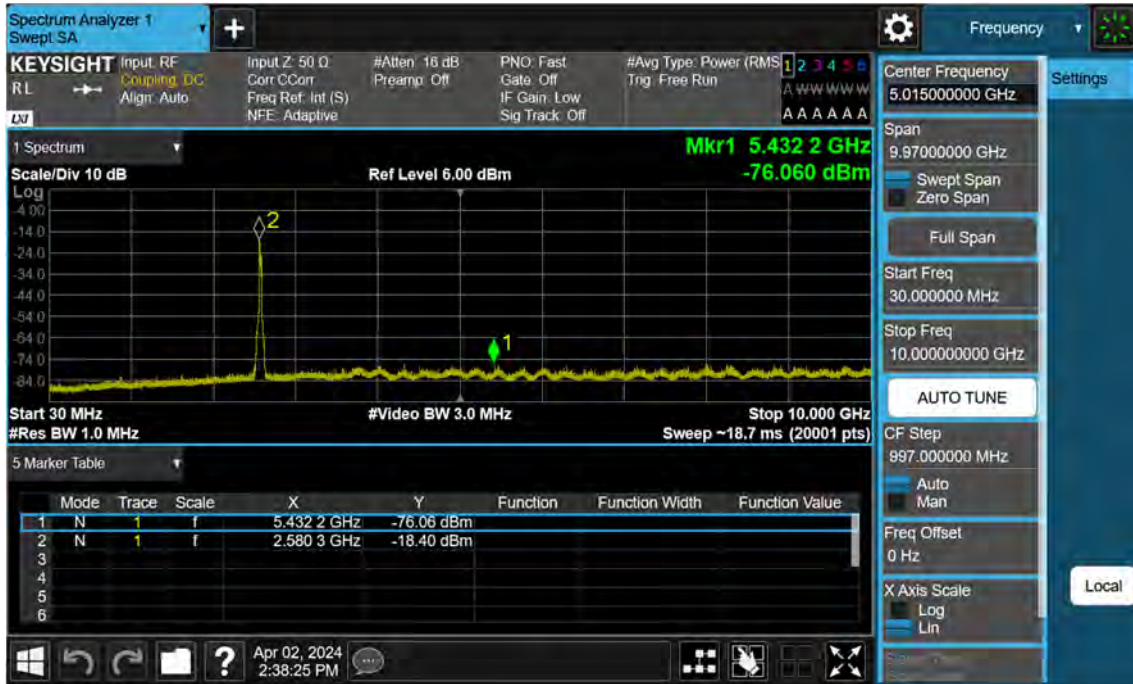 Spectrum Analyzer 1
Swept SA
+
Frequency
KEYSIGHT
RL
LXI
Input: RF
Coupling: DC
Align: Auto
Input Z: 50 Ω
Corr CCorr
Freq Ref: Int (S)
NFE: Adaptive
#Atten: 16 dB
Preamp: Off
PNO: Fast
Gate: Off
IF Gain: Low
Sig Track: Off
#Avg Type: Power (RMS
Trig: Free Run
1 2 3 4 5 6
A W W W W W
A A A A A A
Center Frequency
5.015000000 GHz
Settings
Span
9.97000000 GHz
Swept Span
Zero Span
Full Span
Start Freq
30.000000 MHz
Stop Freq
10.000000000 GHz
AUTO TUNE
CF Step
997.000000 MHz
Auto
Man
Freq Offset
0 Hz
X Axis Scale
Log
Lin
Local
1 Spectrum
Mkr1 5.432 2 GHz
-76.060 dBm
Scale/Div 10 dB
Ref Level 6.00 dBm
Log
-4.00
-14.0
-24.0
-34.0
-44.0
-54.0
-64.0
-74.0
-84.0
2
1
Start 30 MHz
#Video BW 3.0 MHz
Stop 10.000 GHz
#Res BW 1.0 MHz
Sweep ~18.7 ms (20001 pts)
5 Marker Table
Mode Trace Scale X Y Function Function Width Function Value
1 N 1 f 5.432 2 GHz -76.06 dBm
2 N 1 f 2.580 3 GHz -18.40 dBm
3
4
5
6
?
Apr 02, 2024
2:38:25 PM